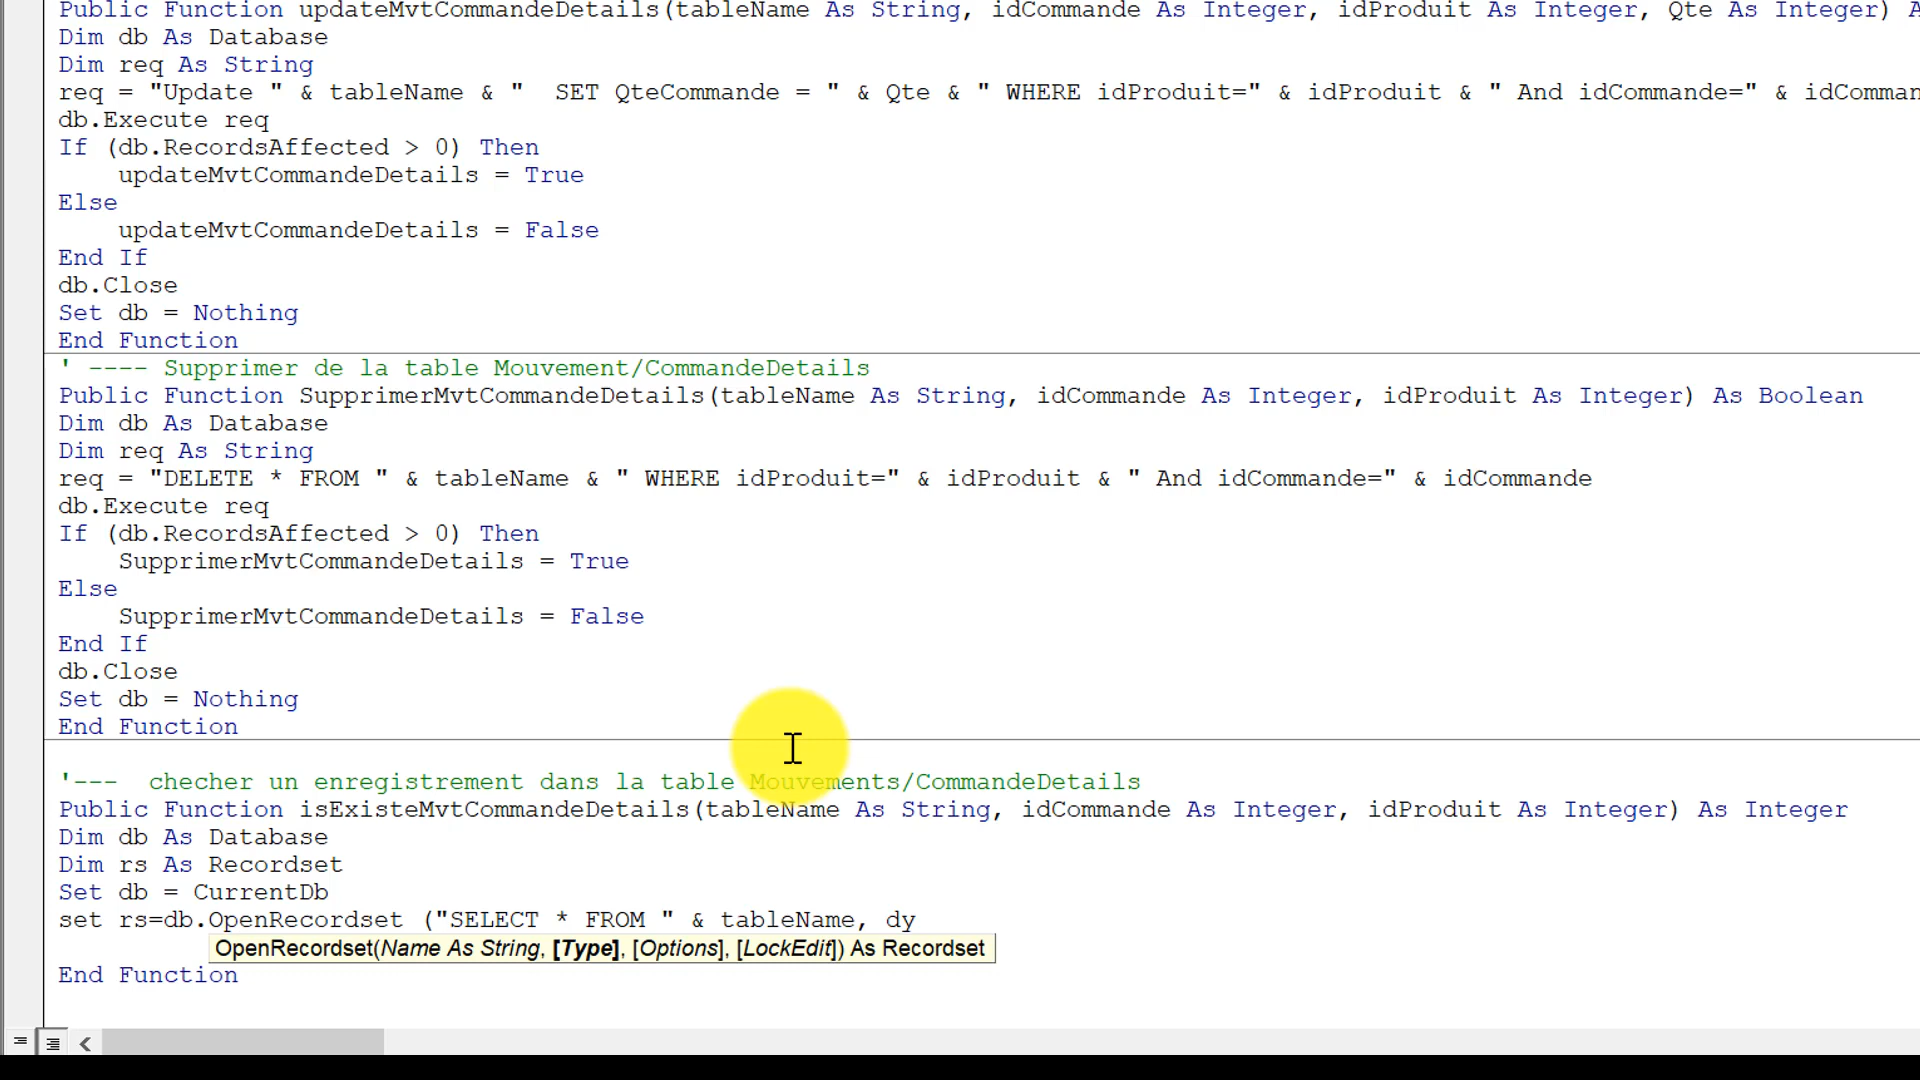 Public Function updateMvtCommandeDetails(tableName As String, idCommande As Integer, idProduit As Integer, Qte As Integer) A
Dim db As Database
Dim req As String
req = "Update " & tableName & "  SET QteCommande = " & Qte & " WHERE idProduit=" & idProduit & " And idCommande=" & idComman
db.Execute req
If (db.RecordsAffected > 0) Then
    updateMvtCommandeDetails = True
Else
    updateMvtCommandeDetails = False
End If
db.Close
Set db = Nothing
End Function
' ---- Supprimer de la table Mouvement/CommandeDetails
Public Function SupprimerMvtCommandeDetails(tableName As String, idCommande As Integer, idProduit As Integer) As Boolean
Dim db As Database
Dim req As String
req = "DELETE * FROM " & tableName & " WHERE idProduit=" & idProduit & " And idCommande=" & idCommande
db.Execute req
If (db.RecordsAffected > 0) Then
    SupprimerMvtCommandeDetails = True
Else
    SupprimerMvtCommandeDetails = False
End If
db.Close
Set db = Nothing
End Function
'---  checher un enregistrement dans la table Mouvements/CommandeDetails
Public Function isExisteMvtCommandeDetails(tableName As String, idCommande As Integer, idProduit As Integer) As Integer
Dim db As Database
Dim rs As Recordset
Set db = CurrentDb
set rs=db.OpenRecordset ("SELECT * FROM " & tableName, dy
OpenRecordset(Name As String, [Type], [Options], [LockEdit]) As Recordset
End Function